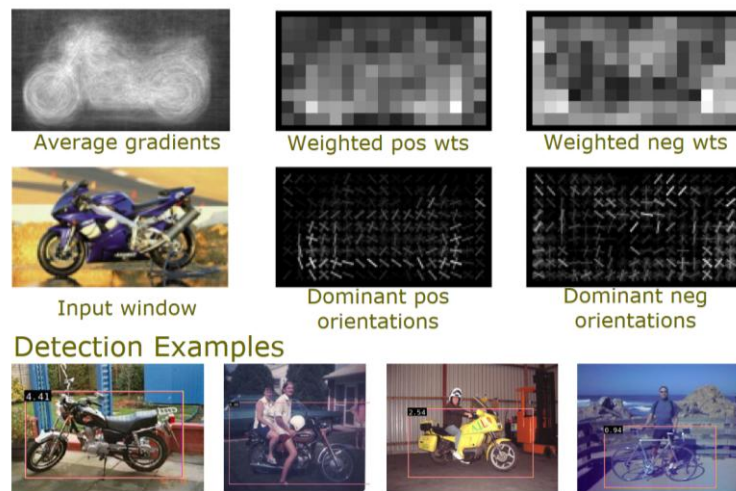 Average gradients
Weighted pos wts
Weighted neg wts
Input window
Dominant pos
orientations
Dominant neg
orientations
Detection Examples
4.41
2.54
0.94